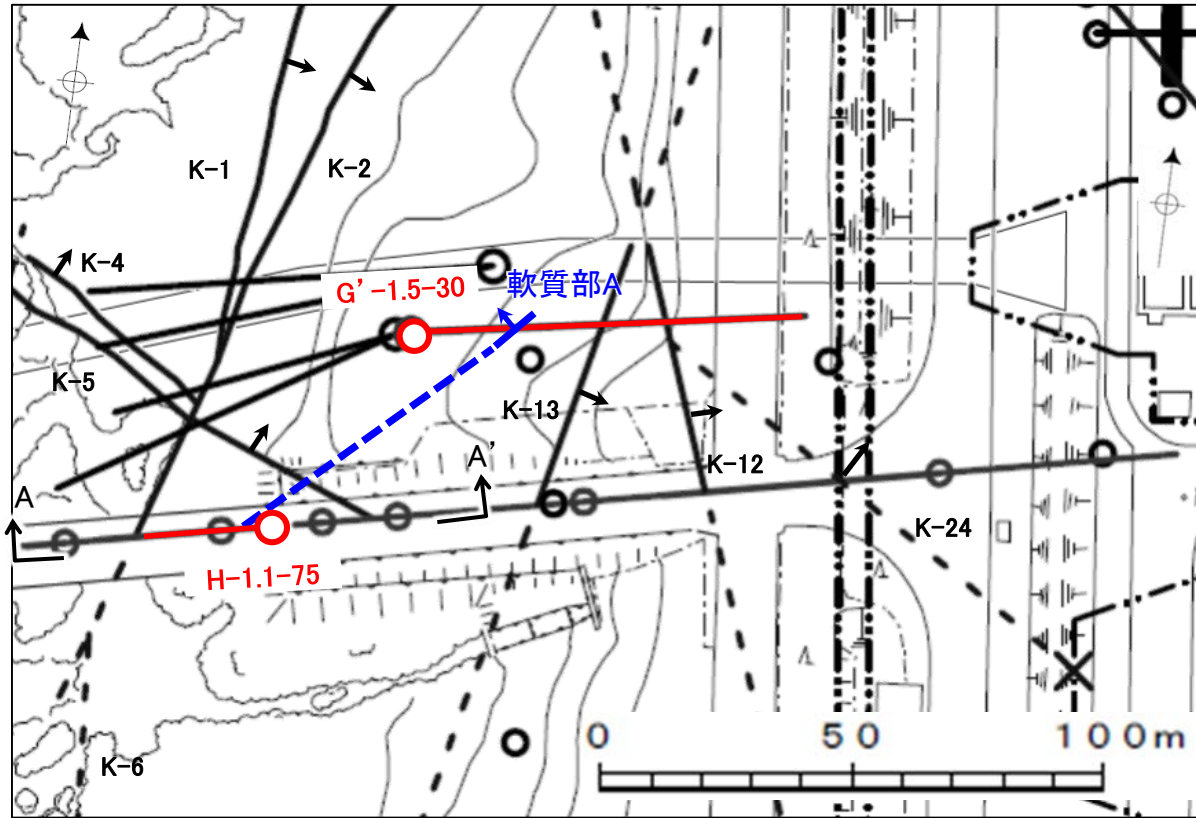 K-1
K-2
K-4
G'-1.5-30
軟質部A
K-5
K-13
A
A'
K-12
K-24
H-1.1-75
K-6
0 50 100m